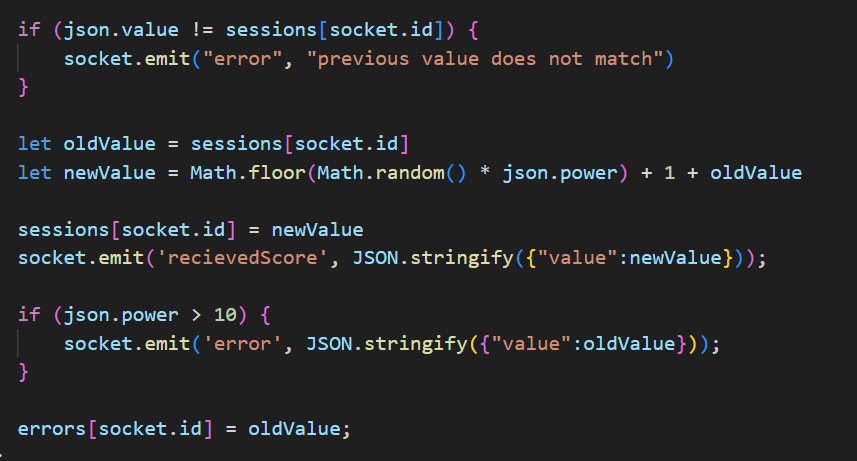 if (json.value != sessions[socket.id]) {
socket.emit("error", "previous value does not match")
}
let oldValue = sessions[socket.id]
let newValue = Math.floor(Math.random() * json.power) + 1 + oldValue
sessions[socket.id] = newValue
socket.emit('recievedScore', JSON.stringify({"value":newValue}));
if (json.power > 10) {
socket.emit('error', JSON.stringify({"value":oldValue}));
}
errors[socket.id] = oldValue;